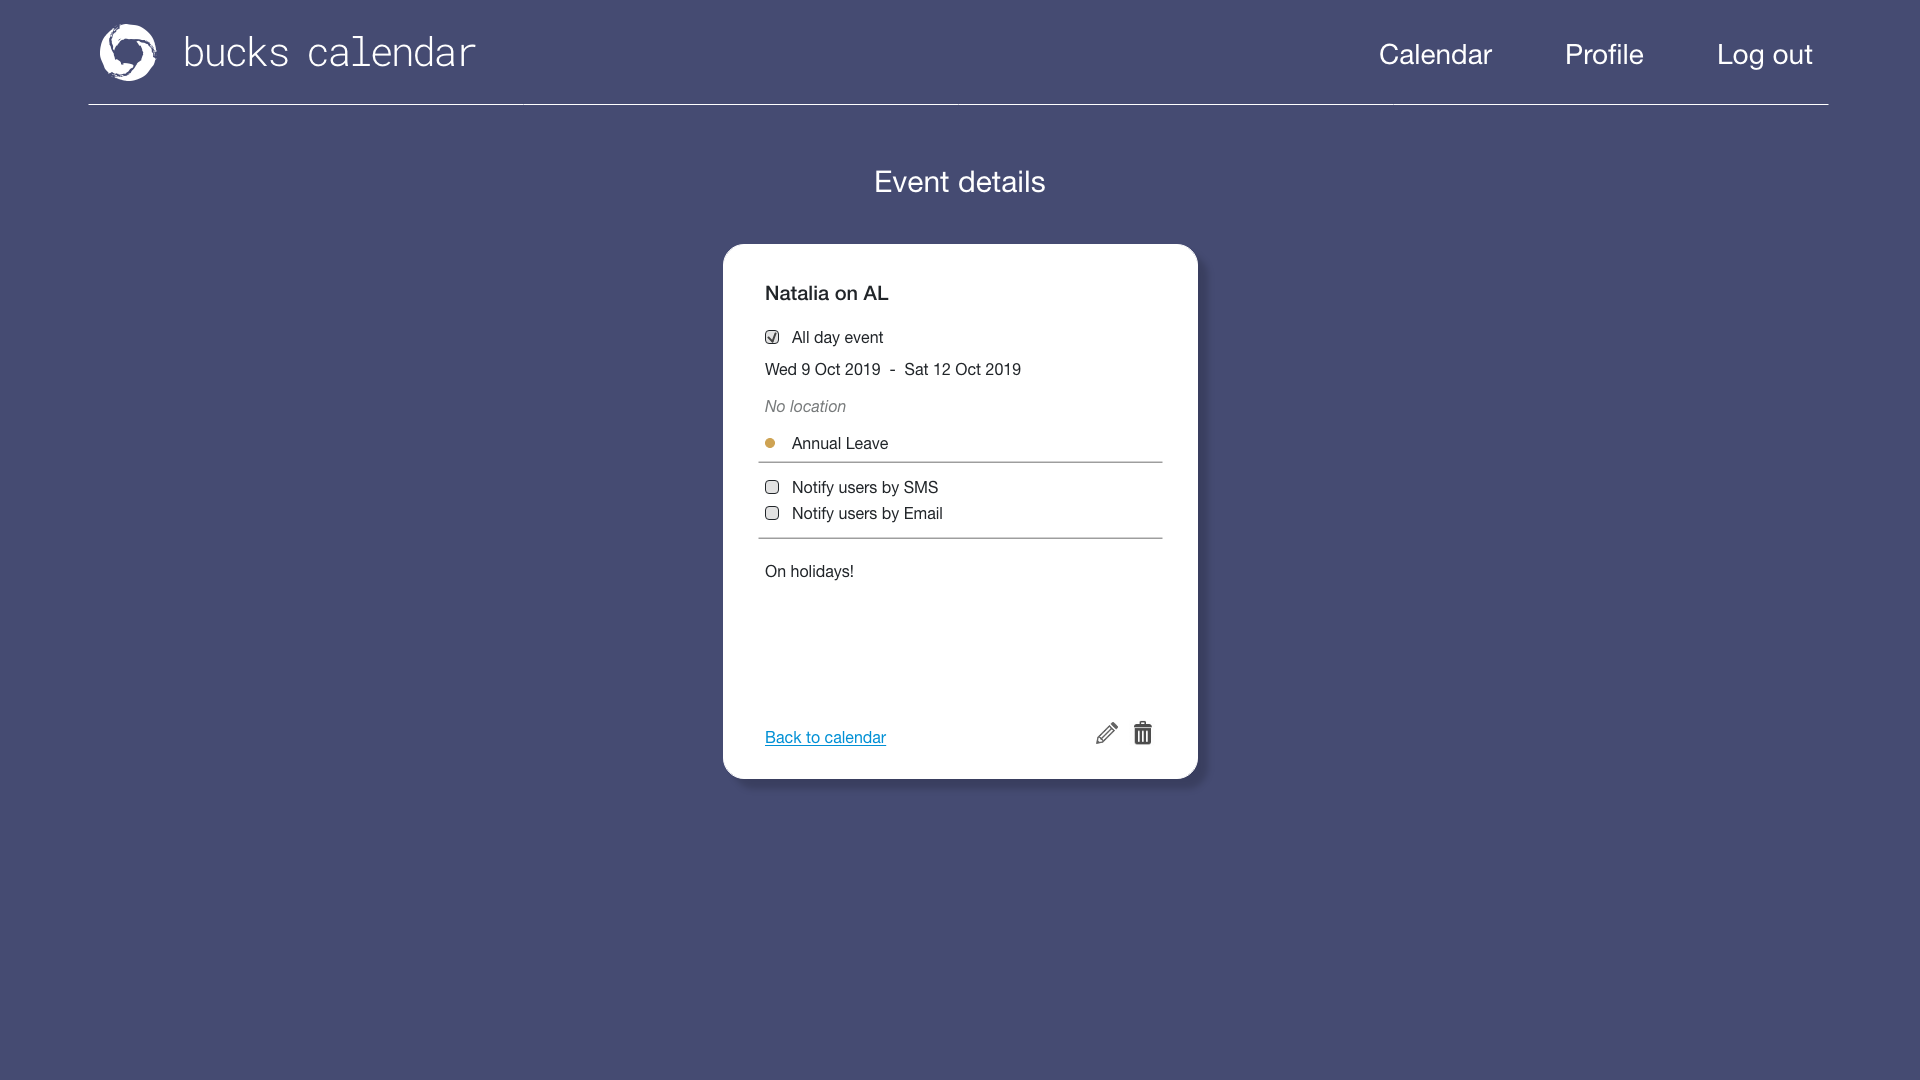 bucks calendar
Calendar Profile Log out
Event details
Natalia on AL
All day event
Wed 9 Oct 2019 - Sat 12 Oct 2019
No location
Annual Leave
Notify users by SMS
Notify users by Email
On holidays!
Back to calendar